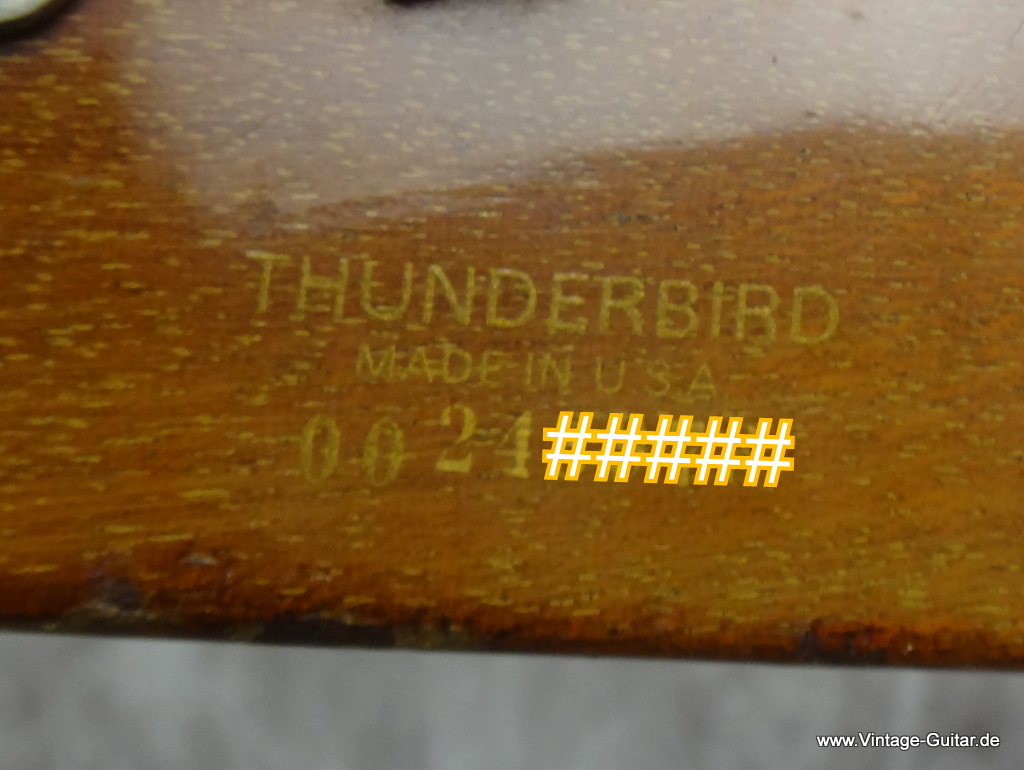 THUNDERBIRD
MADE IN U S A
0024#####
www.Vintage-Guitar.de